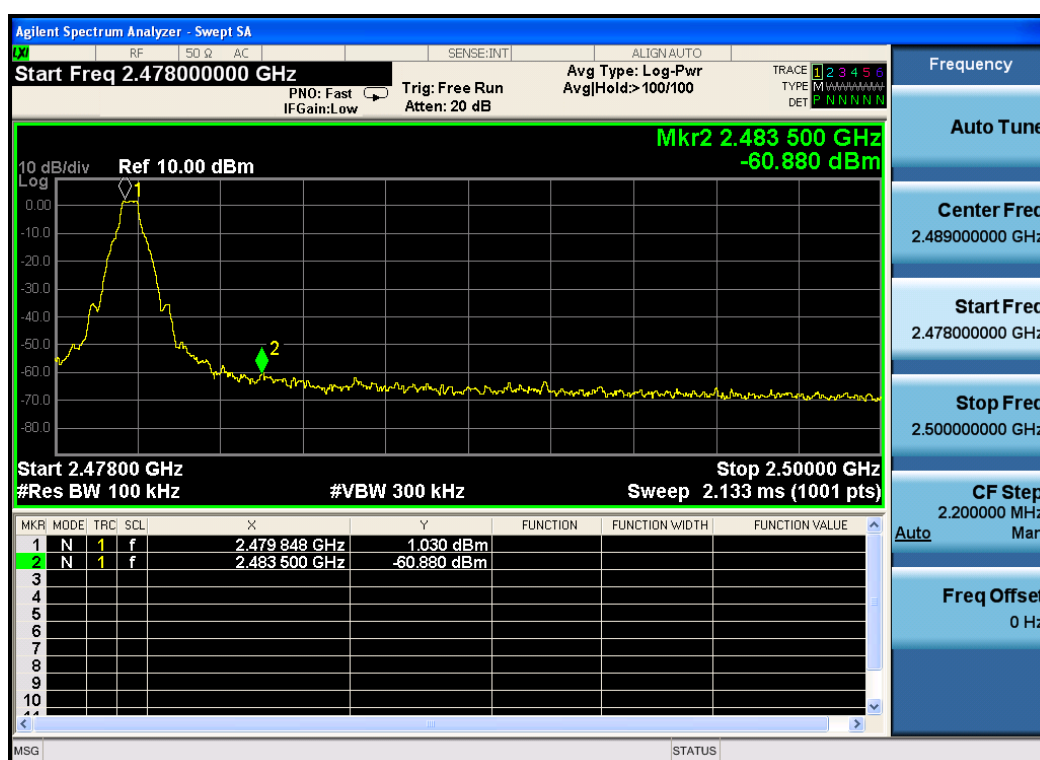 Agilent Spectrum Analyzer - Swept SA
LXI RF 50 Ω AC SENSE:INT ALIGN AUTO
Start Freq 2.478000000 GHz
PNO: Fast
IFGain:Low
Trig: Free Run
Atten: 20 dB
Avg Type: Log-Pwr
Avg|Hold:>100/100
TRACE 1 2 3 4 5 6
TYPE M
DET P N N N N N
Mkr2 2.483 500 GHz
-60.880 dBm
10 dB/div Ref 10.00 dBm
Log
1
0.00
-10.0
-20.0
-30.0
-40.0
-50.0
2
-60.0
-70.0
-80.0
Start 2.47800 GHz Stop 2.50000 GHz
#Res BW 100 kHz #VBW 300 kHz Sweep 2.133 ms (1001 pts)
MKR MODE TRC SCL X Y FUNCTION FUNCTION WIDTH FUNCTION VALUE
1 N 1 f 2.479 848 GHz 1.030 dBm
2 N 1 f 2.483 500 GHz -60.880 dBm
3
4
5
6
7
8
9
10
MSG STATUS
Frequency
Auto Tune
Center Freq
2.489000000 GHz
Start Freq
2.478000000 GHz
Stop Freq
2.500000000 GHz
CF Step
2.200000 MHz
Auto Man
Freq Offset
0 Hz